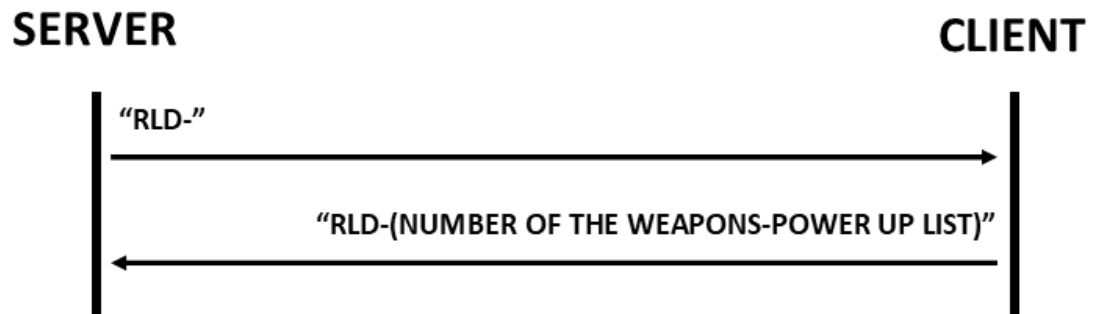 SERVER
CLIENT
“RLD-”
“RLD-(NUMBER OF THE WEAPONS-POWER UP LIST)”